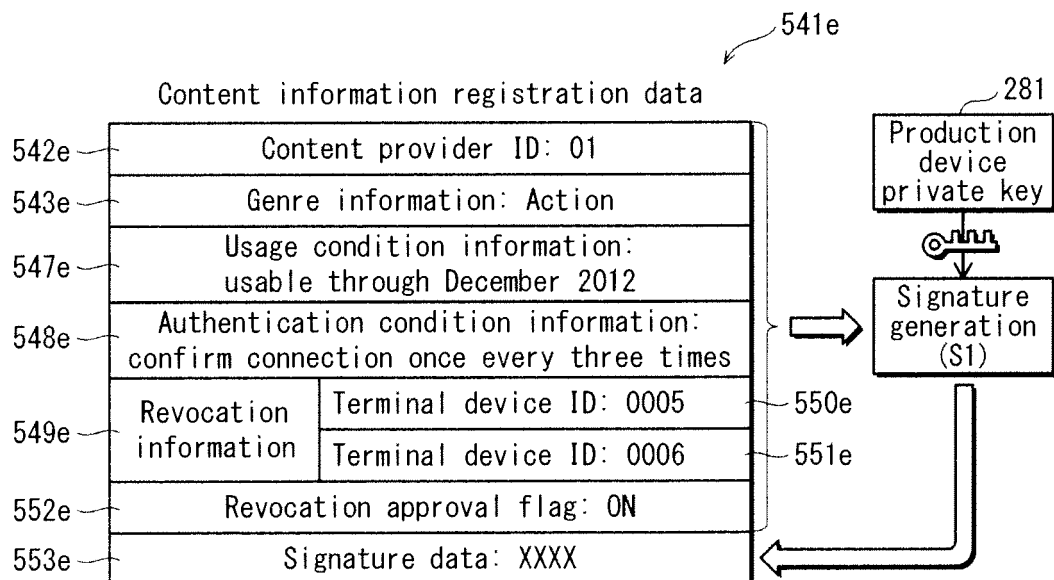 541e
Content information registration data
281
542e
Content provider ID: 01
Production
device
private key
543e
Genre information: Action
547e
Usage condition information:
usable through December 2012
548e
Authentication condition information:
confirm connection once every three times
Signature
generation
(S1)
549e
Revocation
information
Terminal device ID: 0005
550e
Terminal device ID: 0006
551e
552e
Revocation approval flag: ON
553e
Signature data: XXXX